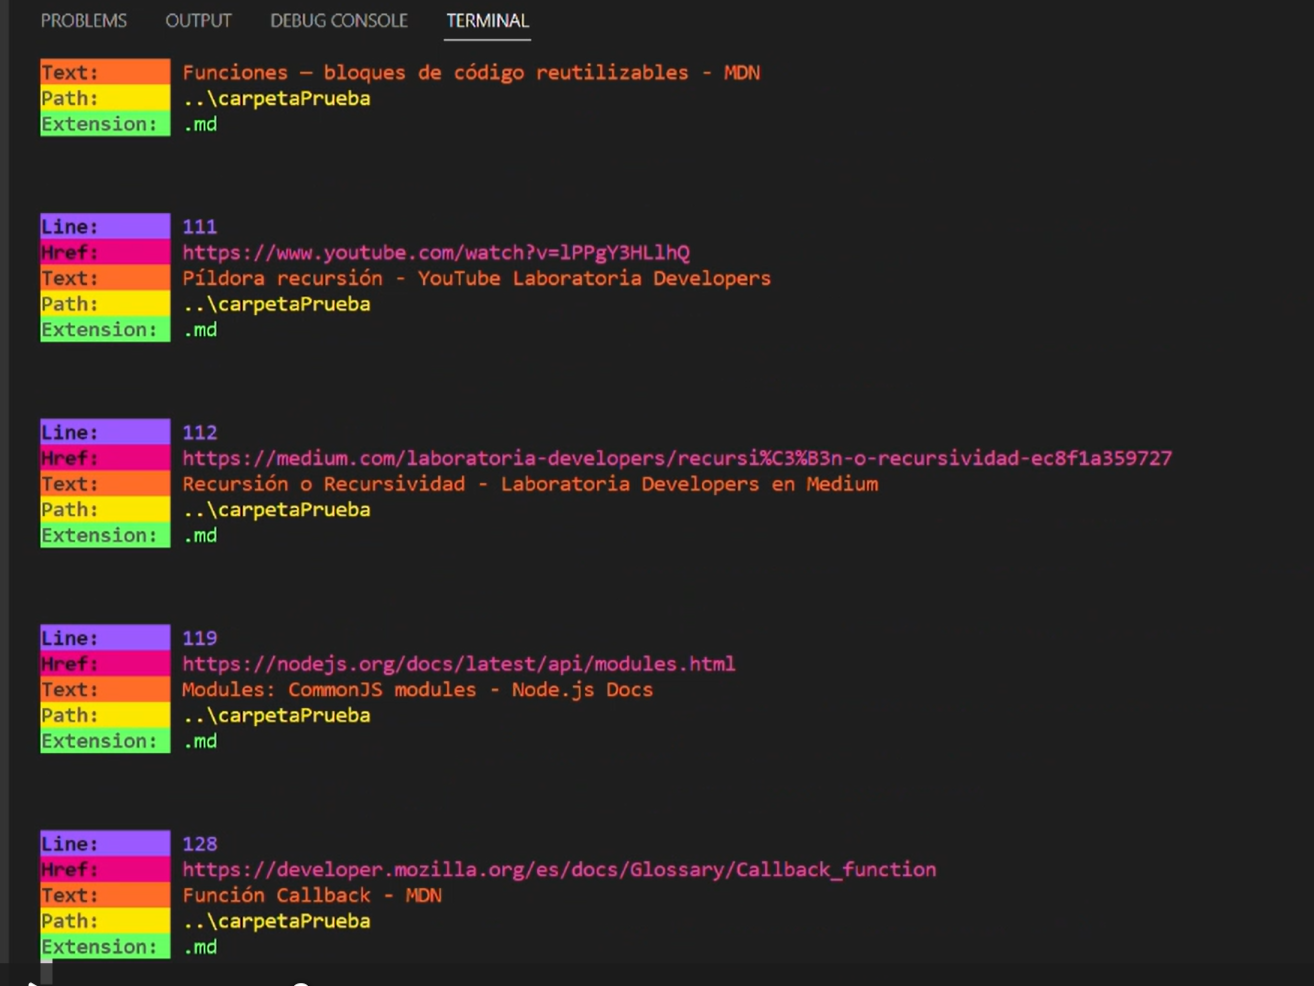 PROBLEMS OUTPUT DEBUG CONSOLE TERMINAL
Text: Funciones — bloques de código reutilizables - MDN
Path: ..\carpetaPrueba
Extension: .md
Line: 111
Href: https://www.youtube.com/watch?v=lPPgY3HLlhQ
Text: Píldora recursión - YouTube Laboratoria Developers
Path: ..\carpetaPrueba
Extension: .md
Line: 112
Href: https://medium.com/laboratoria-developers/recursi%C3%B3n-o-recursividad-ec8f1a359727
Text: Recursión o Recursividad - Laboratoria Developers en Medium
Path: ..\carpetaPrueba
Extension: .md
Line: 119
Href: https://nodejs.org/docs/latest/api/modules.html
Text: Modules: CommonJS modules - Node.js Docs
Path: ..\carpetaPrueba
Extension: .md
Line: 128
Href: https://developer.mozilla.org/es/docs/Glossary/Callback_function
Text: Función Callback - MDN
Path: ..\carpetaPrueba
Extension: .md